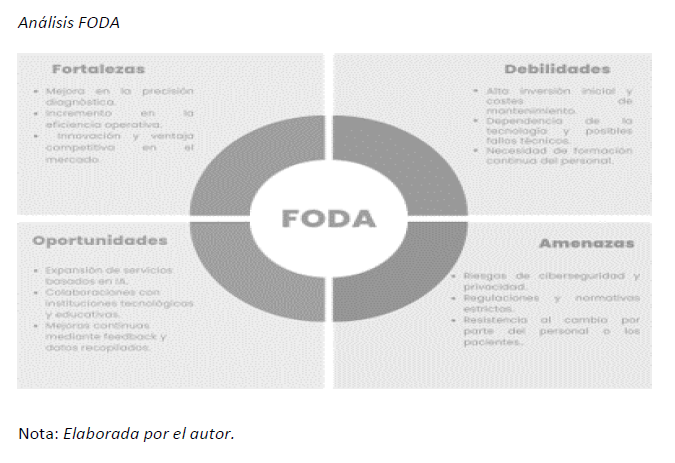 Análisis FODA
Fortalezas
• Mejora en la precisión
diagnóstica.
• Incremento en la
eficiencia operativa.
• Innovación y ventaja
competitiva en el
mercado.
Debilidades
• Alta inversión inicial y
costes de
mantenimiento.
• Dependencia de la
tecnología y posibles
fallos técnicos.
• Necesidad de formación
continua del personal.
FODA
Oportunidades
• Expansión de servicios
basados en IA.
• Colaboraciones con
instituciones tecnológicas
y educativas.
• Mejoras continuas
mediante feedback y
datos recopilados.
Amenazas
• Riesgos de ciberseguridad y
privacidad.
• Regulaciones y normativas
estrictas.
• Resistencia al cambio por
parte del personal o los
pacientes..
Nota: Elaborada por el autor.